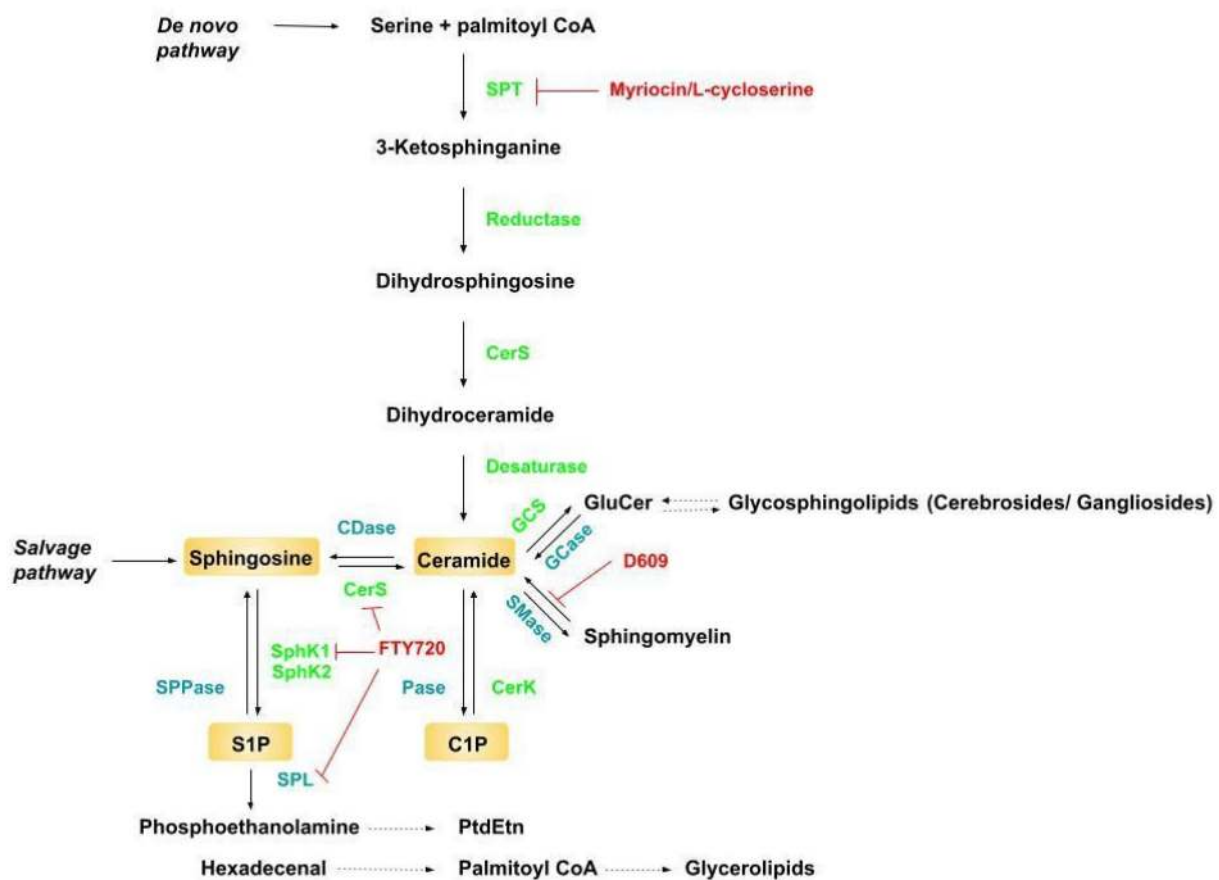 De novo
pathway
Serine + palmitoyl CoA
SPT
Myriocin/L-cycloserine
3-Ketosphinganine
Reductase
Dihydrosphingosine
CerS
Dihydroceramide
Desaturase
GCS
GluCer
Glycosphingolipids (Cerebrosides/ Gangliosides)
GCase
Salvage
pathway
Sphingosine
CDase
CerS
Ceramide
D609
SMase
Sphingomyelin
FTY720
SphK1
SphK2
SPPase
Pase
CerK
S1P
C1P
SPL
Phosphoethanolamine
PtdEtn
Hexadecenal
Palmitoyl CoA
Glycerolipids